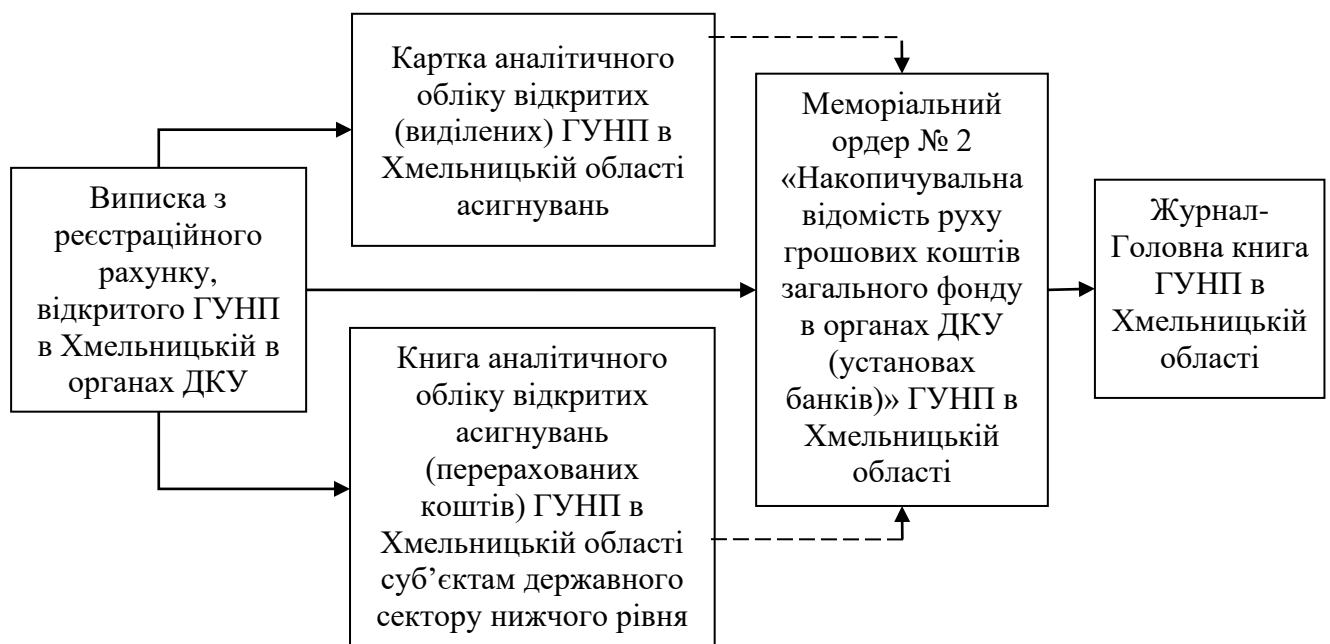 Виписка з
реєстраційного
рахунку,
відкритого ГУНП
в Хмельницькій в
органах ДКУ
Картка аналітичного
обліку відкритих
(виділених) ГУНП в
Хмельницькій області
асигнувань
Книга аналітичного
обліку відкритих
асигнувань
(перерахованих
коштів) ГУНП в
Хмельницькій області
суб’єктам державного
сектору нижчого рівня
Меморіальний
ордер № 2
«Накопичувальна
відомість руху
грошових коштів
загального фонду
в органах ДКУ
(установах
банків)» ГУНП в
Хмельницькій
області
Журнал-
Головна книга
ГУНП в
Хмельницькій
області